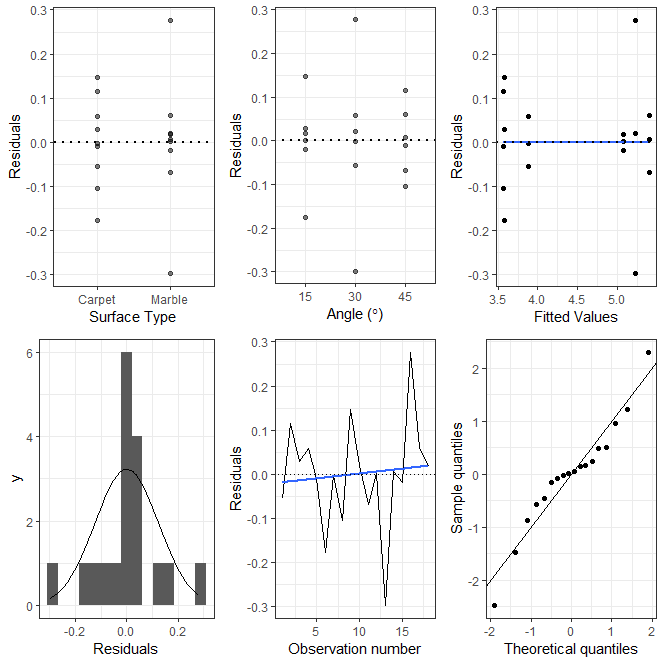 0.3
0.2
0.1
0.0
-0.1
-0.2
-0.3
Residuals
Carpet Marble
Surface Type
0.3
0.2
0.1
0.0
-0.1
-0.2
-0.3
Residuals
15 30 45
Angle (°)
0.3
0.2
0.1
0.0
-0.1
-0.2
-0.3
Residuals
3.5 4.0 4.5 5.0
Fitted Values
6
4
2
0
y
-0.2 0.0 0.2
Residuals
0.3
0.2
0.1
0.0
-0.1
-0.2
-0.3
Residuals
5 10 15
Observation number
2
1
0
-1
-2
Sample quantiles
-2 -1 0 1 2
Theoretical quantiles